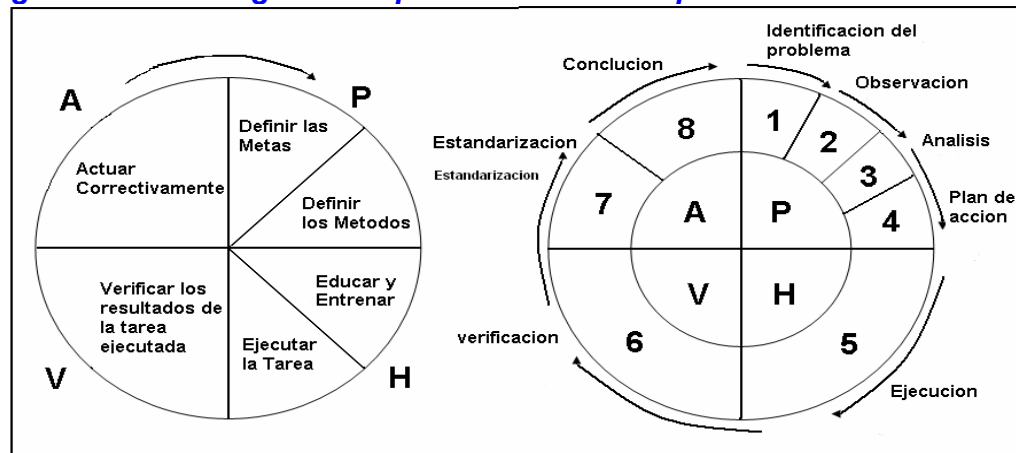 A
P
Definir las
Metas
Actuar
Correctivamente
Definir
los Metodos
Verificar los
resultados de
la tarea
ejecutada
Educar y
Entrenar
Ejecutar
la Tarea
V
H
Identificacion del
problema
Conclucion
Observacion
1
8
2
Estandarizacion
Analisis
Estandarizacion
3
7
Plan de
accion
A
P
4
V
H
verificacion
6
5
Ejecucion